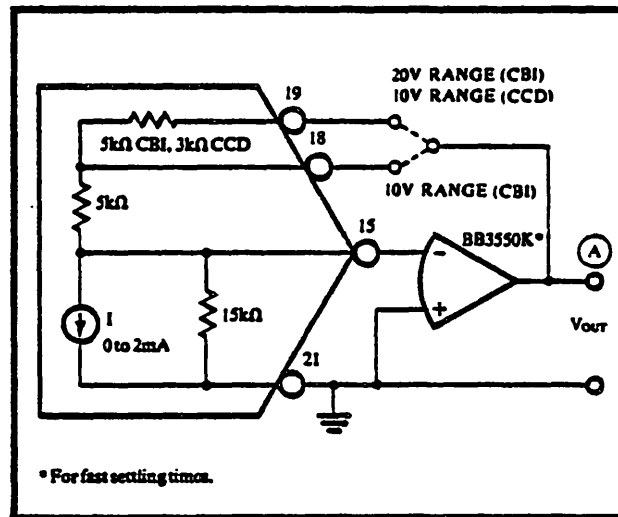 20V RANGE (CBI)
10V RANGE (CCD)
19
5kΩ CBI, 3kΩ CCD
18
10V RANGE (CBI)
5kΩ
15
BB3550K*
A
−
+
I
0 to 2mA
15kΩ
21
VOUT
* For fast settling times.